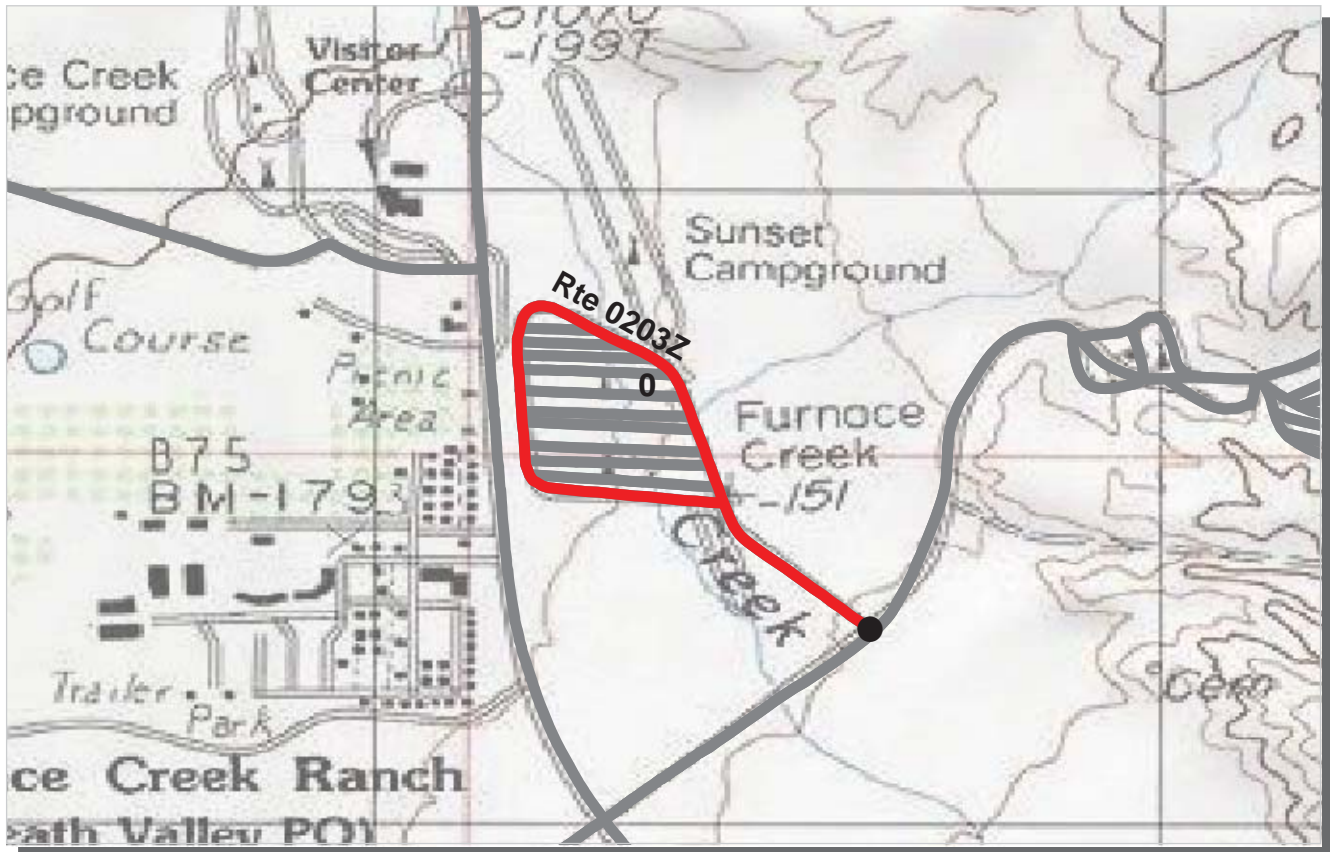 -1997
Visitor
Center
ce Creek
pground
Sunset
Campground
Rte 0203Z
0
Golf
Course
Picnic
Area
Furnace
Creek
-151
B75
BM-1793
Creek
Trailer
Park
Cem
ce Creek Ranch
eath Valley PO)